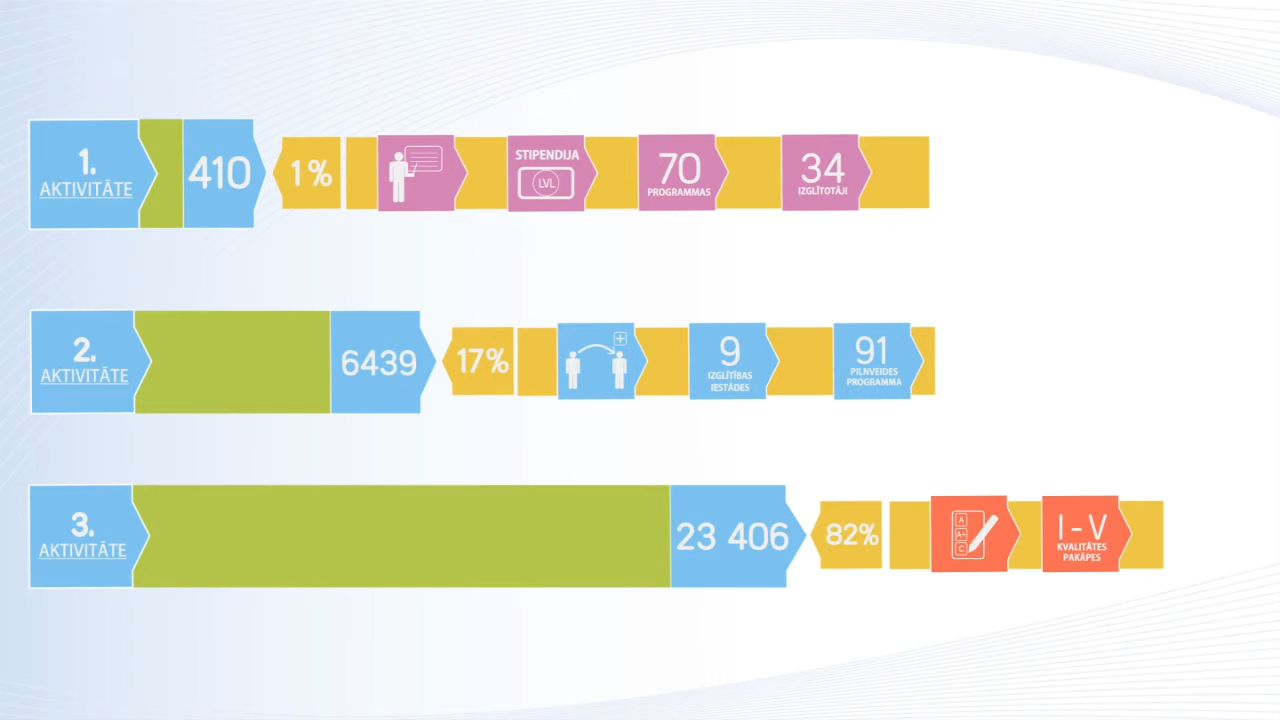 1.
AKTIVITĀTE
410
1%
STIPENDIJA
LVL
70
PROGRAMMAS
34
IZGLĪTOTĀJI
2.
AKTIVITĀTE
6439
17%
+
9
IZGLĪTĪBAS
IESTĀDES
91
PILNVEIDES
PROGRAMMA
3.
AKTIVITĀTE
23 406
82%
A
A+
C
I - V
KVALITĀTES
PAKĀPES